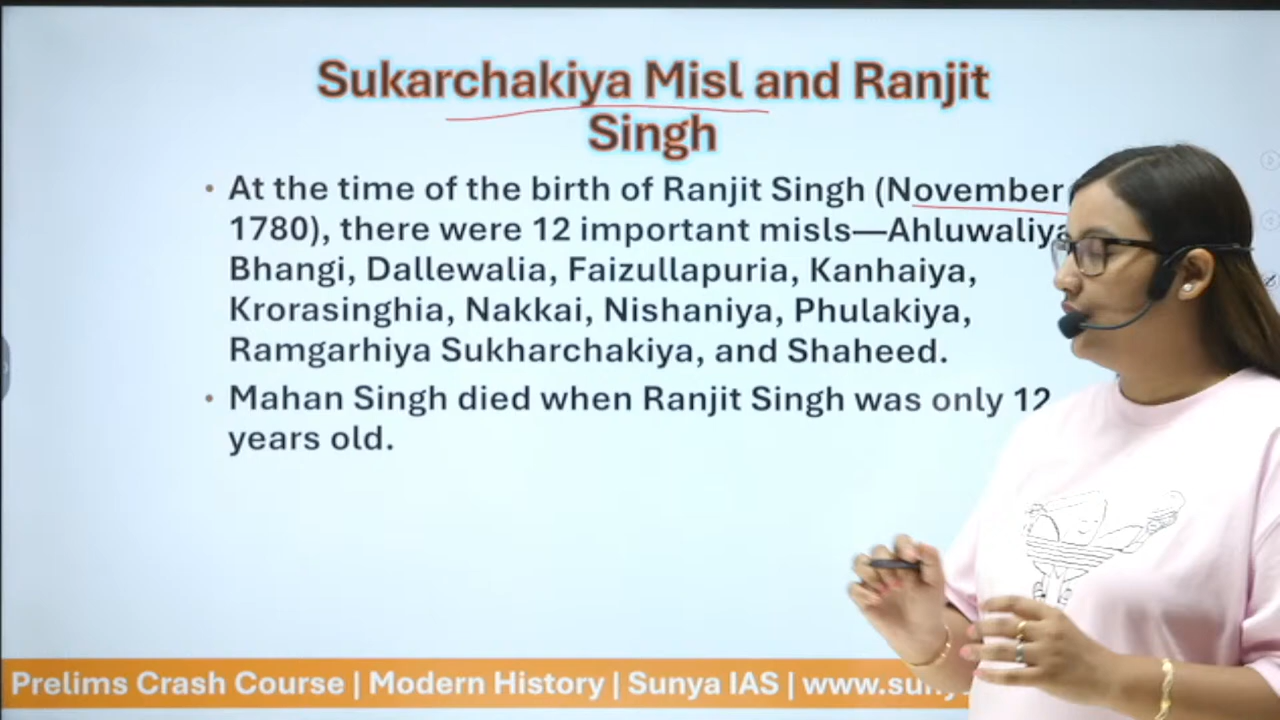 Sukarchakiya Misl and Ranjit
Singh
• At the time of the birth of Ranjit Singh (November
1780), there were 12 important misls—Ahluwaliya
Bhangi, Dallewalia, Faizullapuria, Kanhaiya,
Krorasinghia, Nakkai, Nishaniya, Phulakiya,
Ramgarhiya Sukharchakiya, and Shaheed.
• Mahan Singh died when Ranjit Singh was only 12
years old.
Prelims Crash Course | Modern History | Sunya IAS |